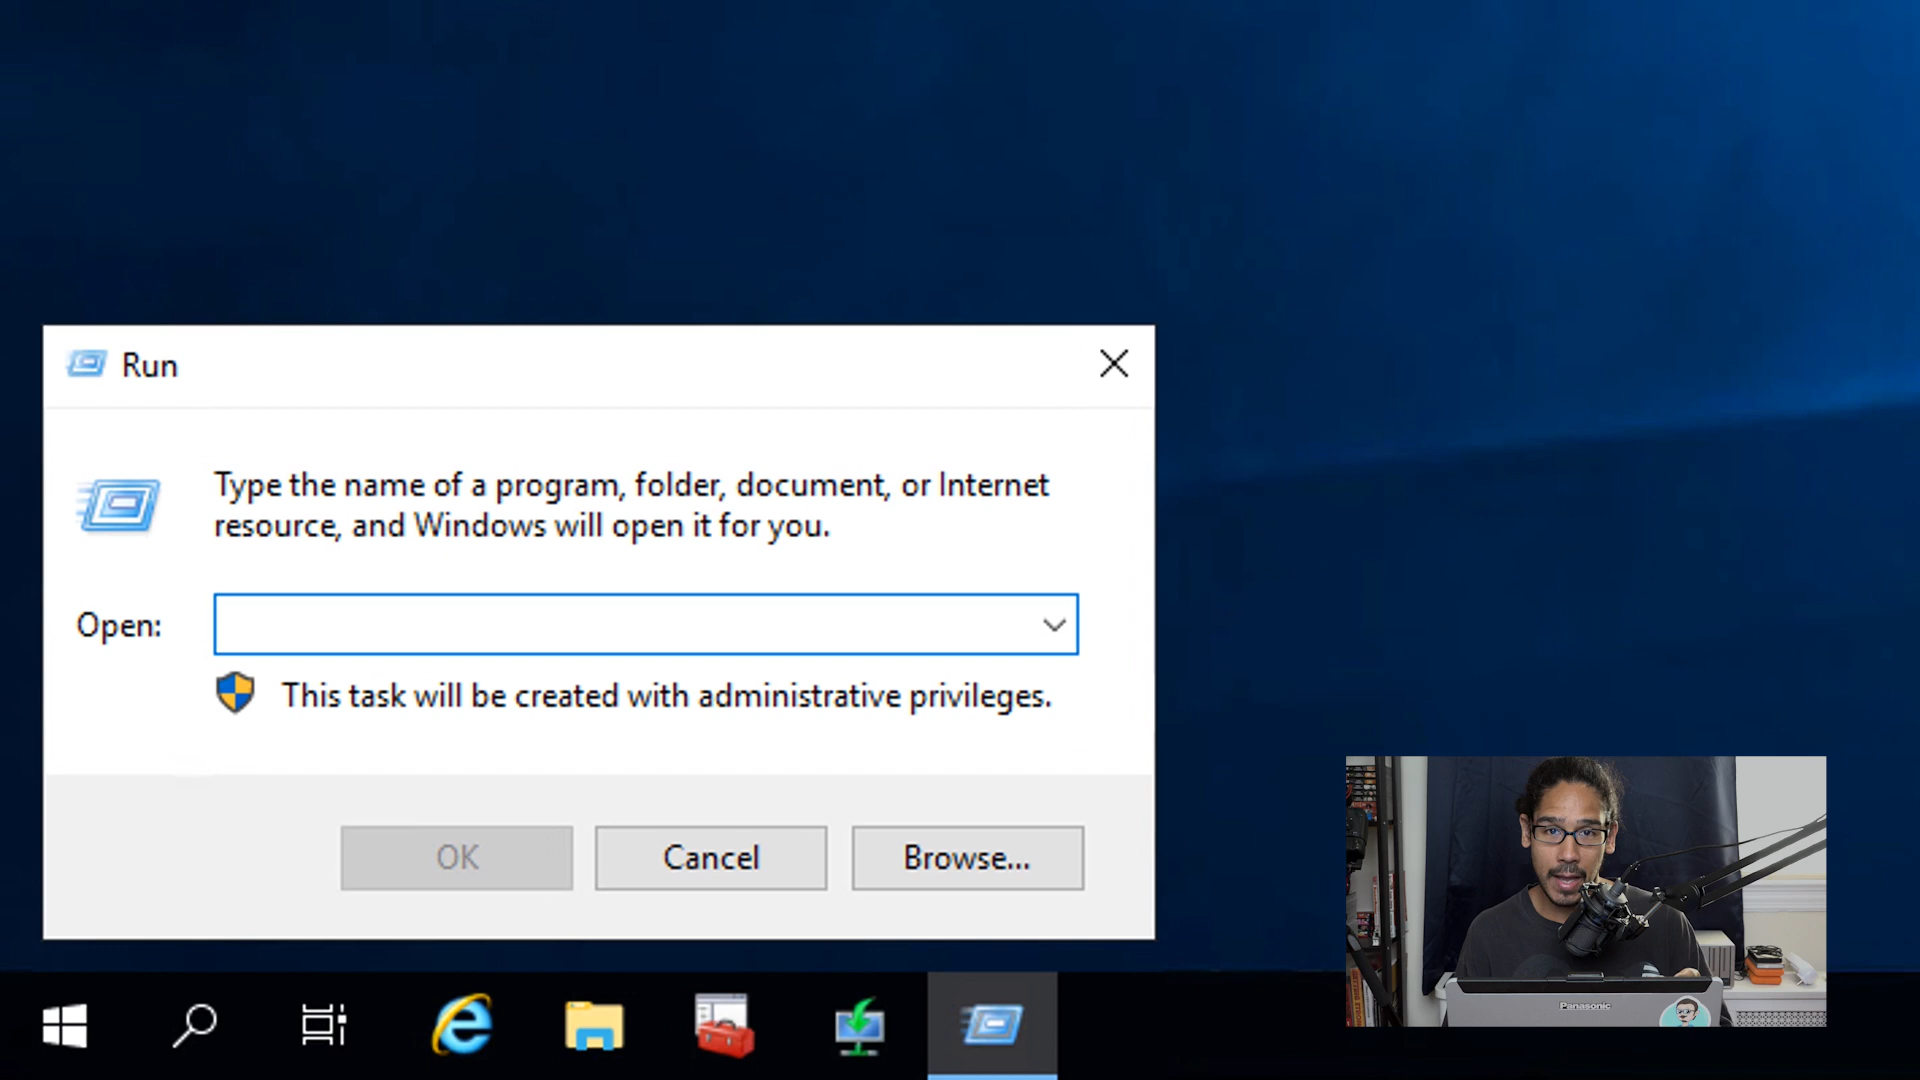 Run
Type the name of a program, folder, document, or Internet
resource, and Windows will open it for you.
Open:
This task will be created with administrative privileges.
OK
Cancel
Browse...
Panasonic